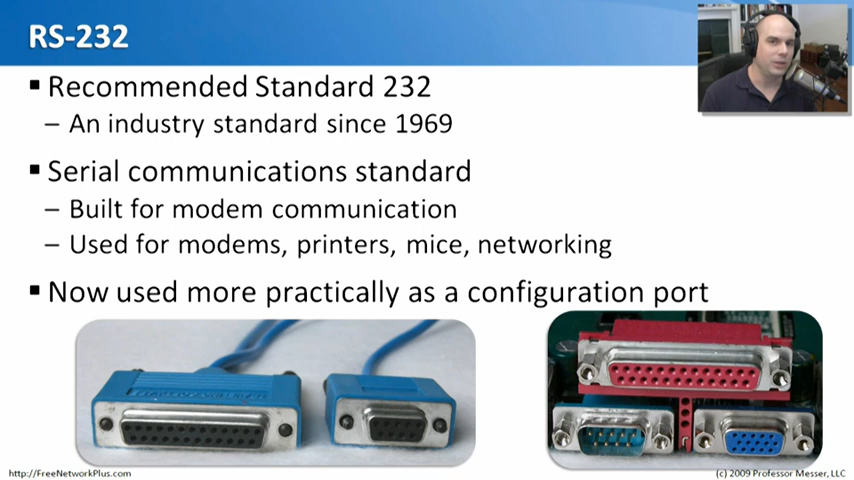 RS-232
▪ Recommended Standard 232
– An industry standard since 1969
▪ Serial communications standard
– Built for modem communication
– Used for modems, printers, mice, networking
▪ Now used more practically as a configuration port
http://FreeNetworkPlus.com
(c) 2009 Professor Messer, LLC